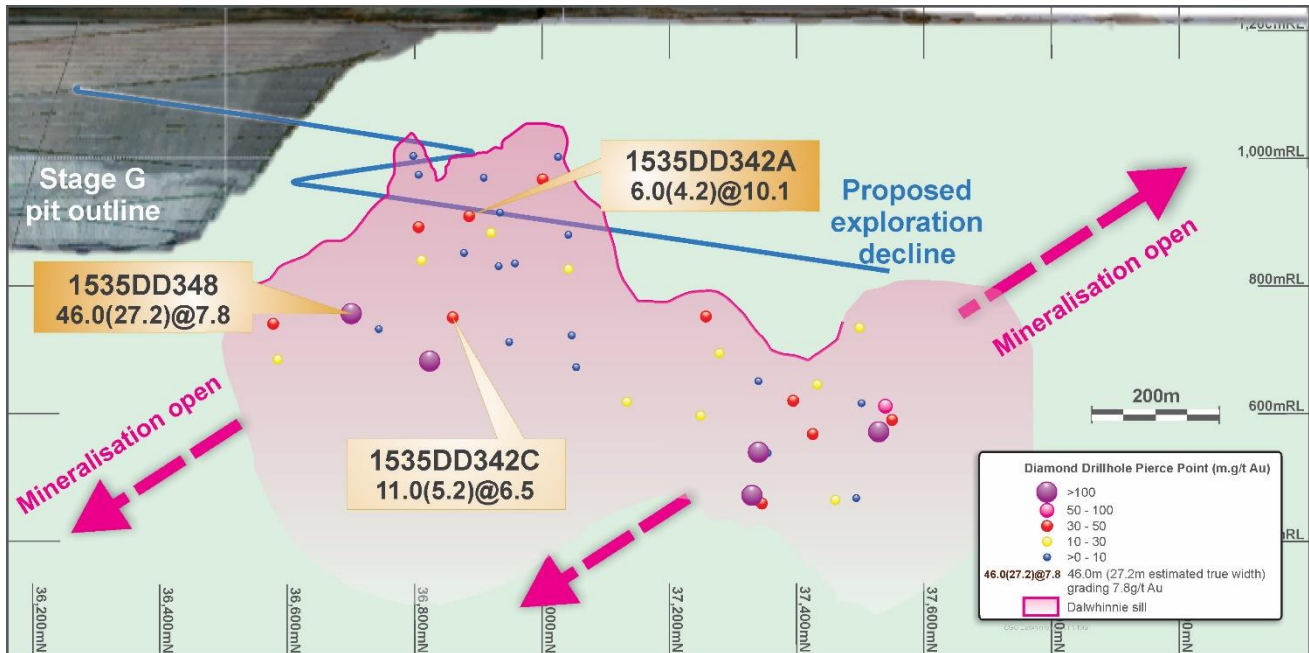 1,200mRL
Stage G
pit outline
1535DD342A
6.0(4.2)@10.1
Proposed
exploration
decline
1,000mRL
Mineralisation open
1535DD348
46.0(27.2)@7.8
800mRL
Mineralisation open
1535DD342C
11.0(5.2)@6.5
200m
600mRL
Diamond Drillhole Pierce Point (m.g/t Au)
>100
50 - 100
30 - 50
10 - 30
>0 - 10
46.0(27.2)@7.8 46.0m (27.2m estimated true width)
grading 7.8g/t Au
Dalwhinnie sill
36,200mN
36,400mN
36,600mN
36,800mN
37,200mN
37,400mN
37,600mN